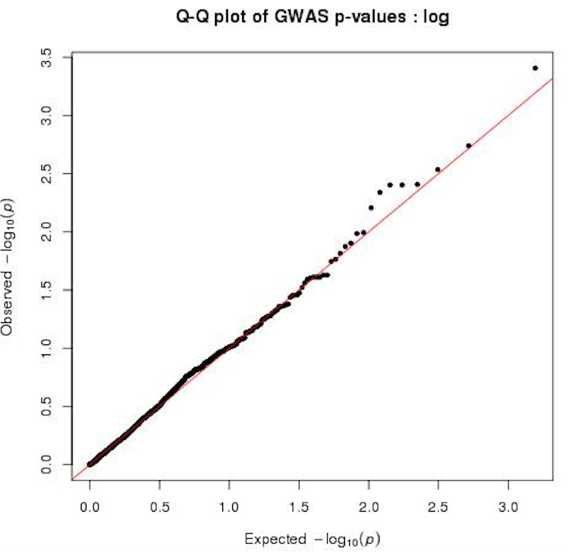 Q-Q plot of GWAS p-values : log
Observed −log10(p)
3.5
3.0
2.5
2.0
1.5
1.0
0.5
0.0
0.0 0.5 1.0 1.5 2.0 2.5 3.0
Expected −log10(p)